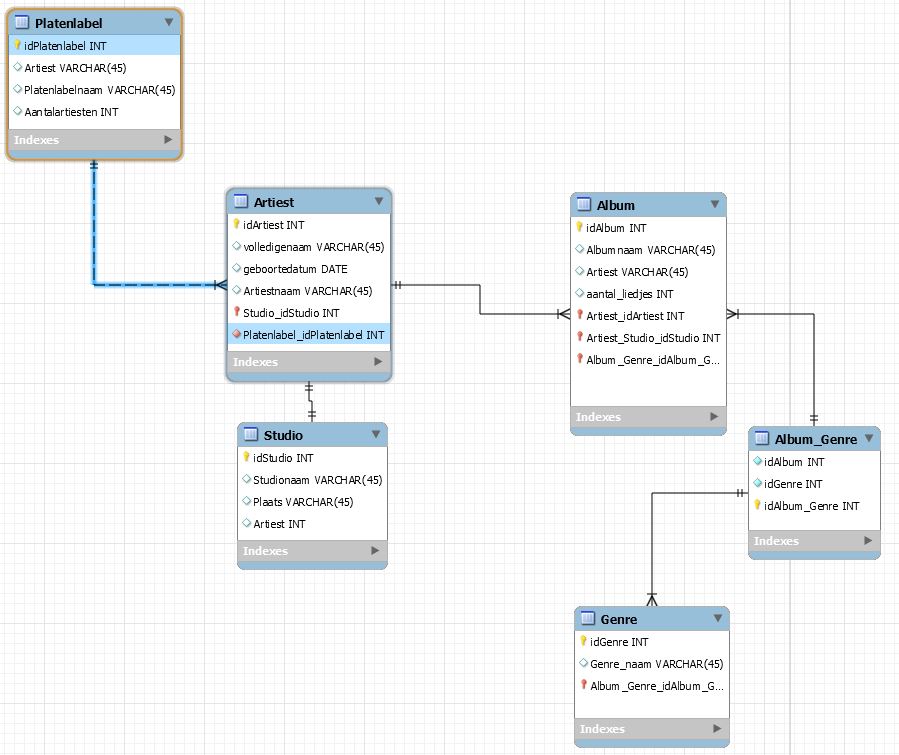 Platenlabel
idPlatenlabel INT
Artiest VARCHAR(45)
Platenlabelnaam VARCHAR(45)
Aantalartiesten INT
Indexes
Artiest
idArtiest INT
volledigenaam VARCHAR(45)
geboortedatum DATE
Artiestnaam VARCHAR(45)
Studio_idStudio INT
Platenlabel_idPlatenlabel INT
Indexes
Album
idAlbum INT
Albumnaam VARCHAR(45)
Artiest VARCHAR(45)
aantal_liedjes INT
Artiest_idArtiest INT
Artiest_Studio_idStudio INT
Album_Genre_idAlbum_G...
Indexes
Studio
idStudio INT
Studionaam VARCHAR(45)
Plaats VARCHAR(45)
Artiest INT
Indexes
Album_Genre
idAlbum INT
idGenre INT
idAlbum_Genre INT
Indexes
Genre
idGenre INT
Genre_naam VARCHAR(45)
Album_Genre_idAlbum_G...
Indexes